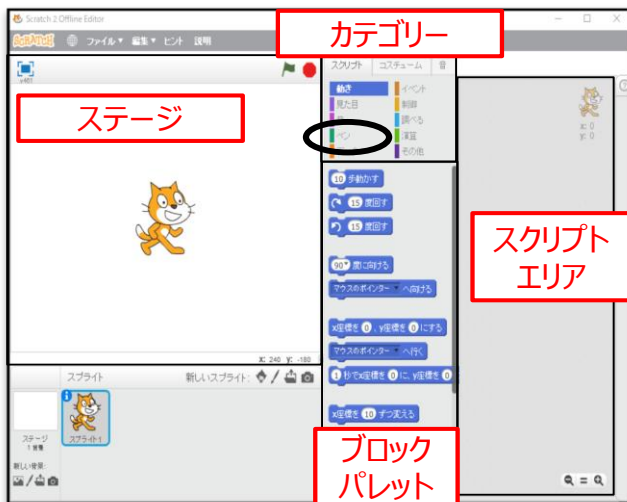 Scratch 2 Offline Editor
SCRATCH ファイル▼ 編集▼ ヒント 説明
カテゴリー
v461
ステージ
スクリプト コスチューム 音
動き イベント
見た目 制御
調べる
ペン 演算
その他
x: 0
y: 0
10 歩動かす
15 度回す
15 度回す
90▼ 度に向ける
マウスのポインター▼ へ向ける
x座標を 0 、y座標を 0 にする
マウスのポインター▼ へ行く
1 秒でx座標を 0 に、y座標を 0
x座標を 10 ずつ変える
スクリプト
エリア
x: 240 y: -180
スプライト 新しいスプライト:
ステージ
1 背景
スプライト1
新しい背景:
ブロック
パレット